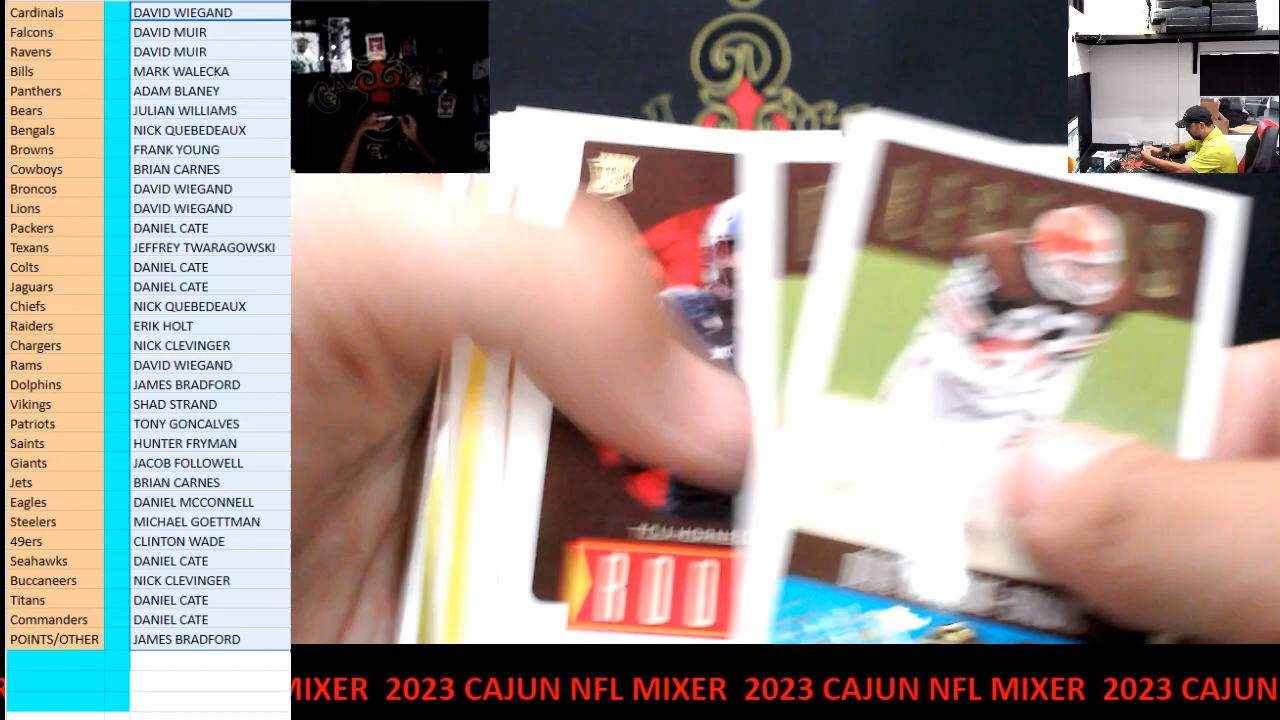 Cardinals DAVID WIEGAND
Falcons DAVID MUIR
Ravens DAVID MUIR
Bills MARK WALECKA
Panthers ADAM BLANEY
Bears JULIAN WILLIAMS
Bengals NICK QUEBEDEAUX
Browns FRANK YOUNG
Cowboys BRIAN CARNES
Broncos DAVID WIEGAND
Lions DAVID WIEGAND
Packers DANIEL CATE
Texans JEFFREY TWARAGOWSKI
Colts DANIEL CATE
Jaguars DANIEL CATE
Chiefs NICK QUEBEDEAUX
Raiders ERIK HOLT
Chargers NICK CLEVINGER
Rams DAVID WIEGAND
Dolphins JAMES BRADFORD
Vikings SHAD STRAND
Patriots TONY GONCALVES
Saints HUNTER FRYMAN
Giants JACOB FOLLOWELL
Jets BRIAN CARNES
Eagles DANIEL MCCONNELL
Steelers MICHAEL GOETTMAN
49ers CLINTON WADE
Seahawks DANIEL CATE
Buccaneers NICK CLEVINGER
Titans DANIEL CATE
Commanders DANIEL CATE
POINTS/OTHER JAMES BRADFORD
TCU HORNED
ROO
R MIXER 2023 CAJUN NFL MIXER 2023 CAJUN NFL MIXER 2023 CAJUN